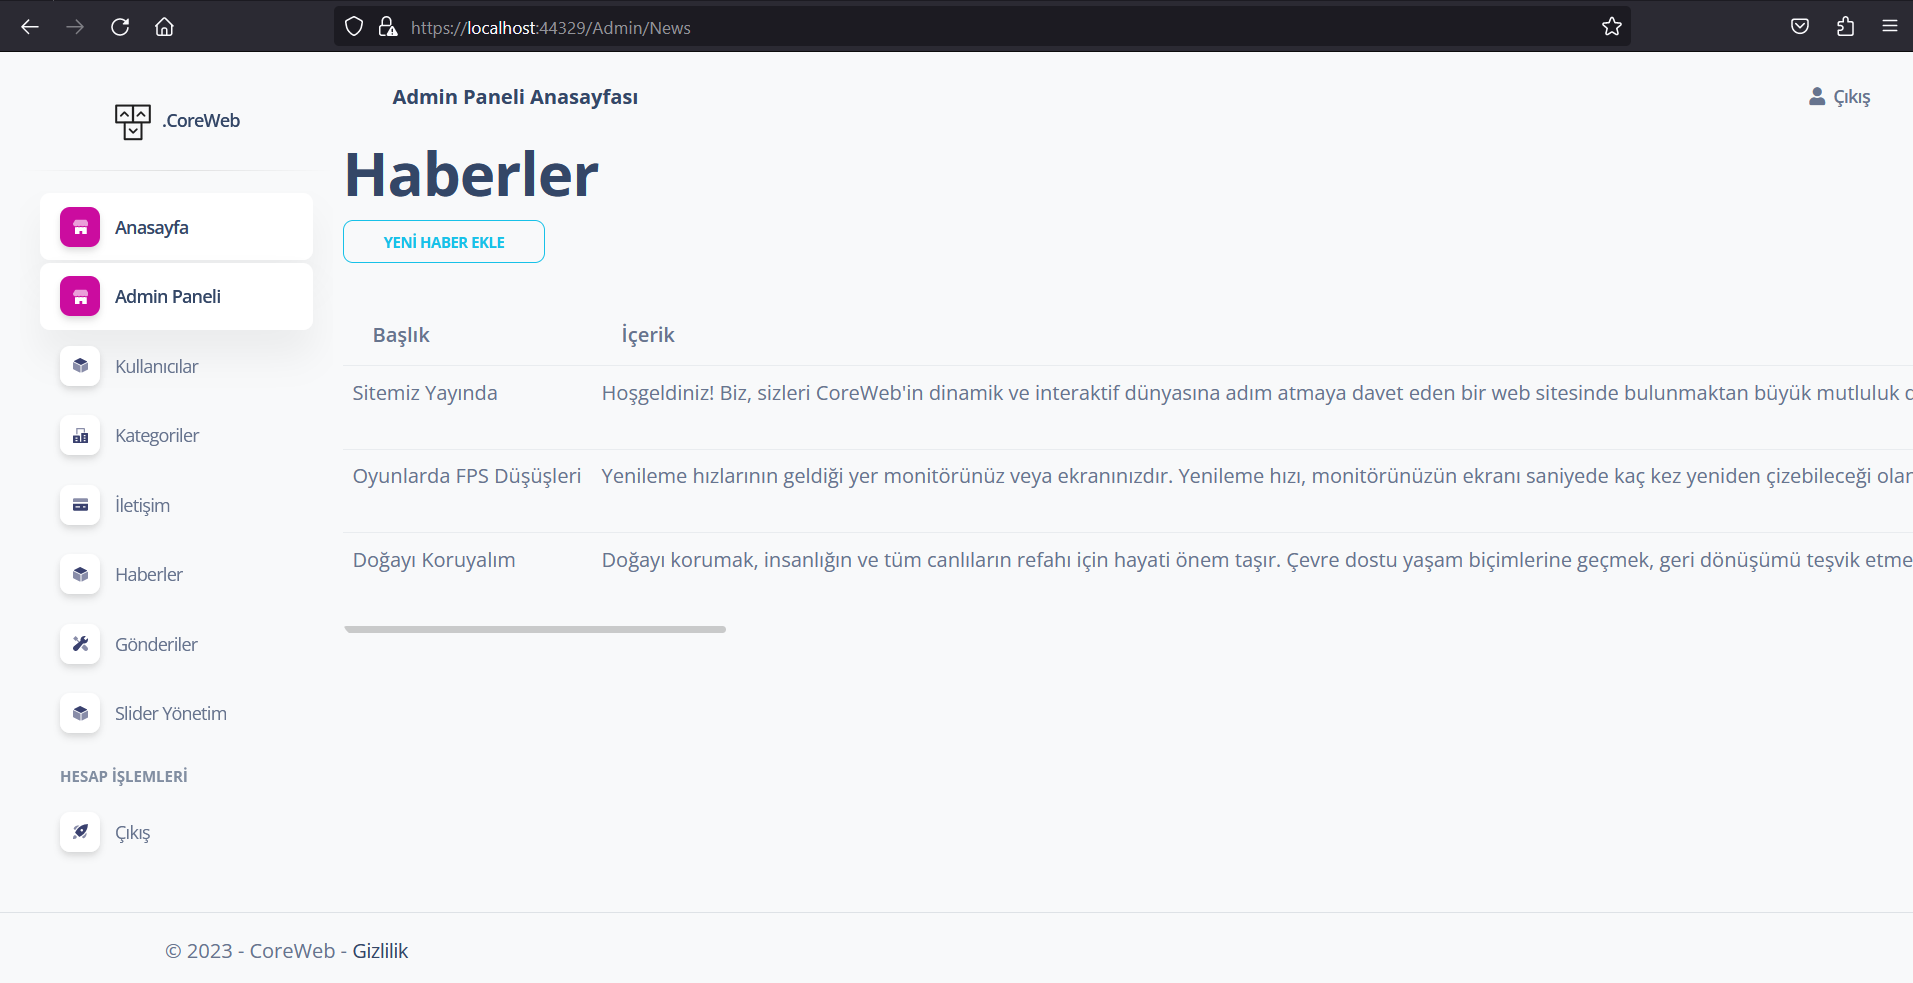 https://localhost:44329/Admin/News
.CoreWeb
Admin Paneli Anasayfası
Çıkış
Haberler
YENİ HABER EKLE
Anasayfa
Admin Paneli
Kullanıcılar
Kategoriler
İletişim
Haberler
Gönderiler
Slider Yönetim
HESAP İŞLEMLERİ
Çıkış
Başlık İçerik
Sitemiz Yayında Hoşgeldiniz! Biz, sizleri CoreWeb'in dinamik ve interaktif dünyasına adım atmaya davet eden bir web sitesinde bulunmaktan büyük mutluluk
Oyunlarda FPS Düşüşleri Yenileme hızlarının geldiği yer monitörünüz veya ekranınızdır. Yenileme hızı, monitörünüzün ekranı saniyede kaç kez yeniden çizebileceği olar
Doğayı Koruyalım Doğayı korumak, insanlığın ve tüm canlıların refahı için hayati önem taşır. Çevre dostu yaşam biçimlerine geçmek, geri dönüşümü teşvik etme
© 2023 - CoreWeb - Gizlilik